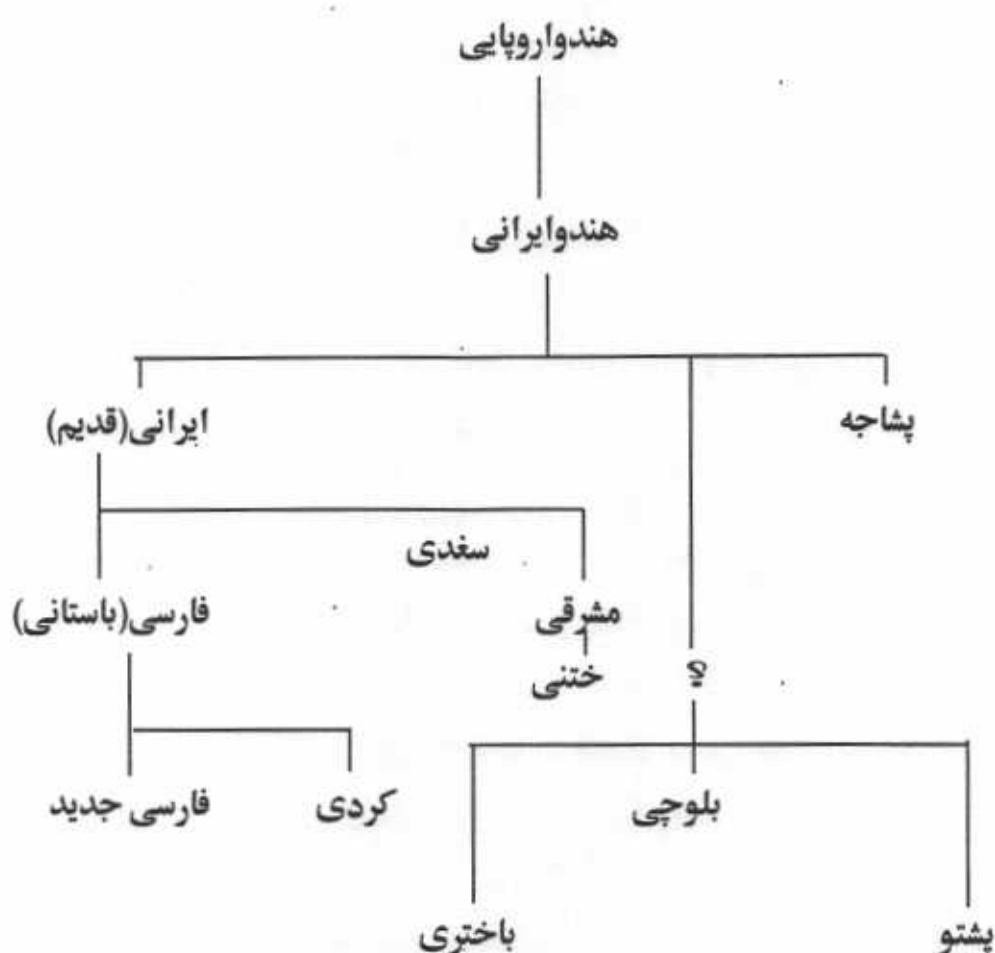 هندواروپایی
هندوایرانی
پشاجه
ایرانی(قدیم)
سغدی
مشرقی
فارسی(باستانی)
ختنی
بلوچی
کردی
فارسی جدید
پشتو
باختری